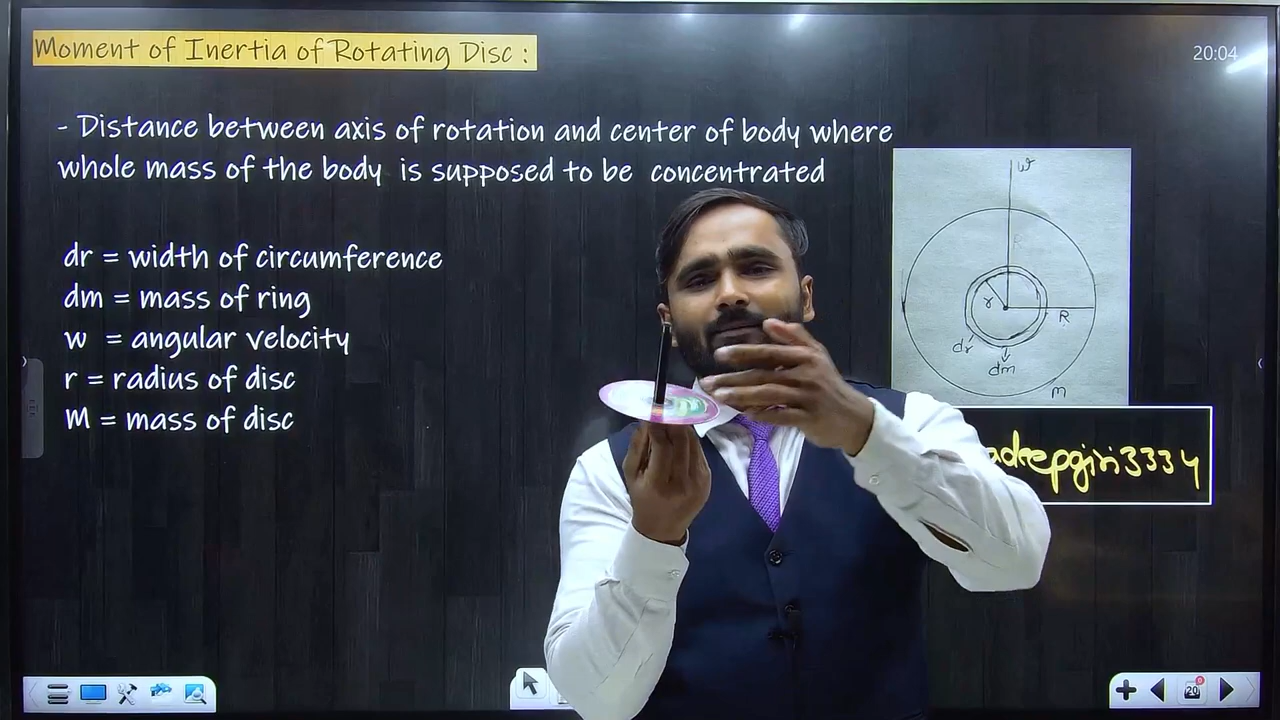 Moment of Inertia of Rotating Disc :
20:04
- Distance between axis of rotation and center of body where
whole mass of the body is supposed to be concentrated
dr = width of circumference
dm = mass of ring
w = angular velocity
r = radius of disc
M = mass of disc
w
r
R
dr
dm
M
adeepgiri3334
20